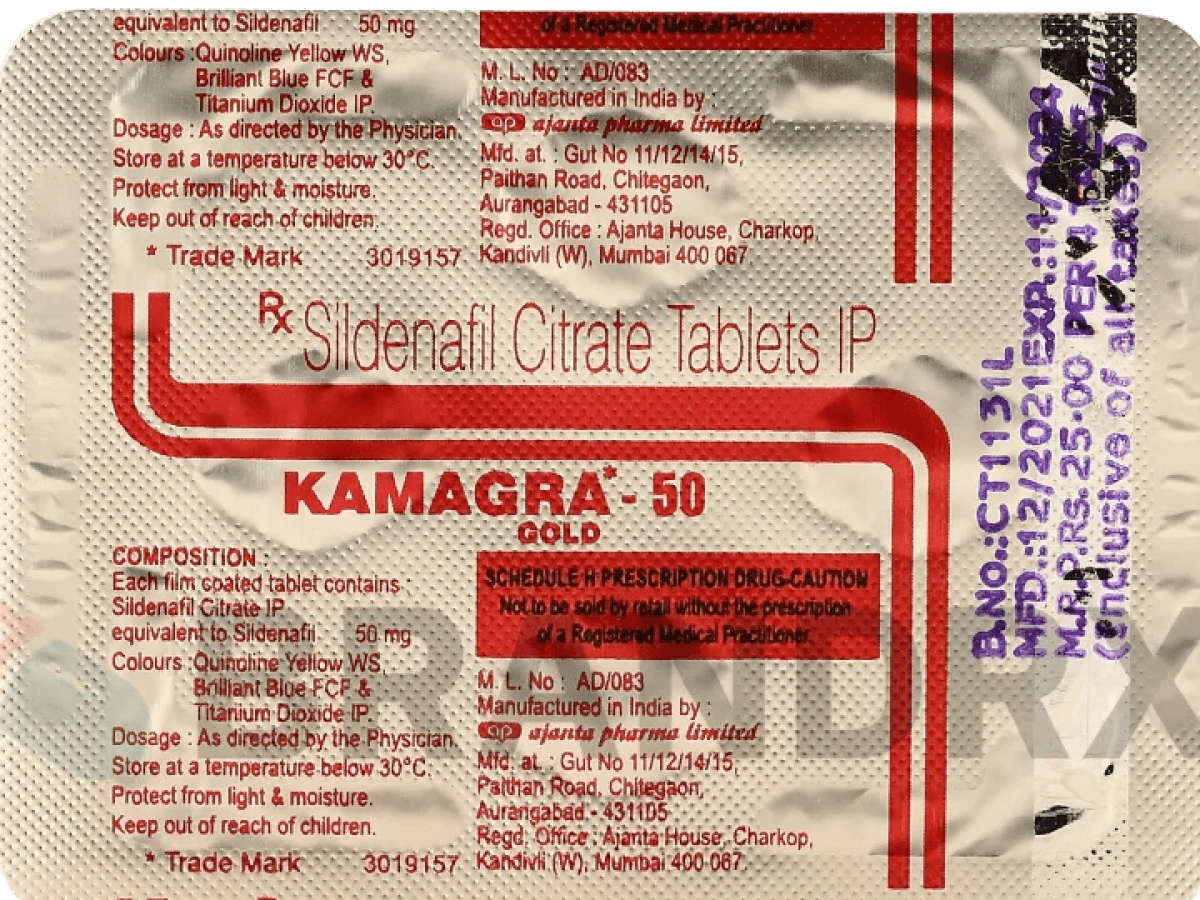 equivalent to Sildenafil 50 mg
Colours : Quinoline Yellow WS,
Brilliant Blue FCF &
Titanium Dioxide IP.
Dosage : As directed by the Physician.
Store at a temperature below 30°C.
Protect from light & moisture.
Keep out of reach of children.
* Trade Mark 3019157
of a Registered Medical Practitioner
M. L. No : AD/083
Manufactured in India by :
ap ajanta pharma limited
Mfd. at. : Gut No 11/12/14/15,
Paithan Road, Chitegaon,
Aurangabad - 431105
Regd. Office : Ajanta House, Charkop,
Kandivli (W), Mumbai 400 067
Rx Sildenafil Citrate Tablets IP
KAMAGRA* - 50
GOLD
COMPOSITION :
Each film coated tablet contains :
Sildenafil Citrate IP
equivalent to Sildenafil 50 mg
Colours : Quinoline Yellow WS,
Brilliant Blue FCF &
Titanium Dioxide IP.
Dosage : As directed by the Physician.
Store at a temperature below 30°C.
Protect from light & moisture.
Keep out of reach of children.
* Trade Mark 3019157
SCHEDULE H PRESCRIPTION DRUG-CAUTION
Not to be sold by retail without the prescription
of a Registered Medical Practitioner.
M. L. No : AD/083
Manufactured in India by :
ap ajanta pharma limited
Mfd. at. : Gut No 11/12/14/15,
Paithan Road, Chitegaon,
Aurangabad - 431105
Regd. Office : Ajanta House, Charkop,
Kandivli (W), Mumbai 400 067.
B.NO.:CT1131L
MFD.:12/2021 EXP.:11/2024
M.R.P.Rs.25.00 PER 4
(inclusive of all taxes)
ajanta
BRANDRX